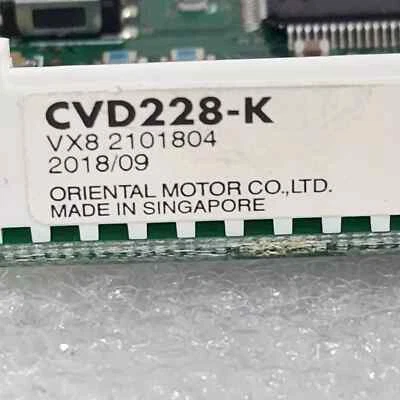 CVD228-K
VX8 2101804
2018/09
ORIENTAL MOTOR CO.,LTD.
MADE IN SINGAPORE